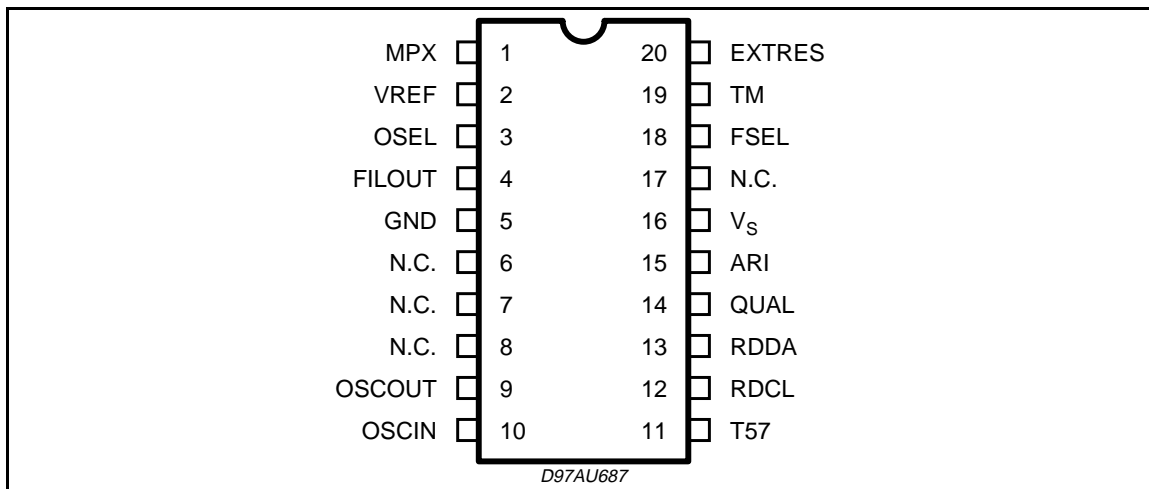 MPX 1 20 EXTRES
VREF 2 19 TM
OSEL 3 18 FSEL
FILOUT 4 17 N.C.
GND 5 16 VS
N.C. 6 15 ARI
N.C. 7 14 QUAL
N.C. 8 13 RDDA
OSCOUT 9 12 RDCL
OSCIN 10 11 T57
D97AU687